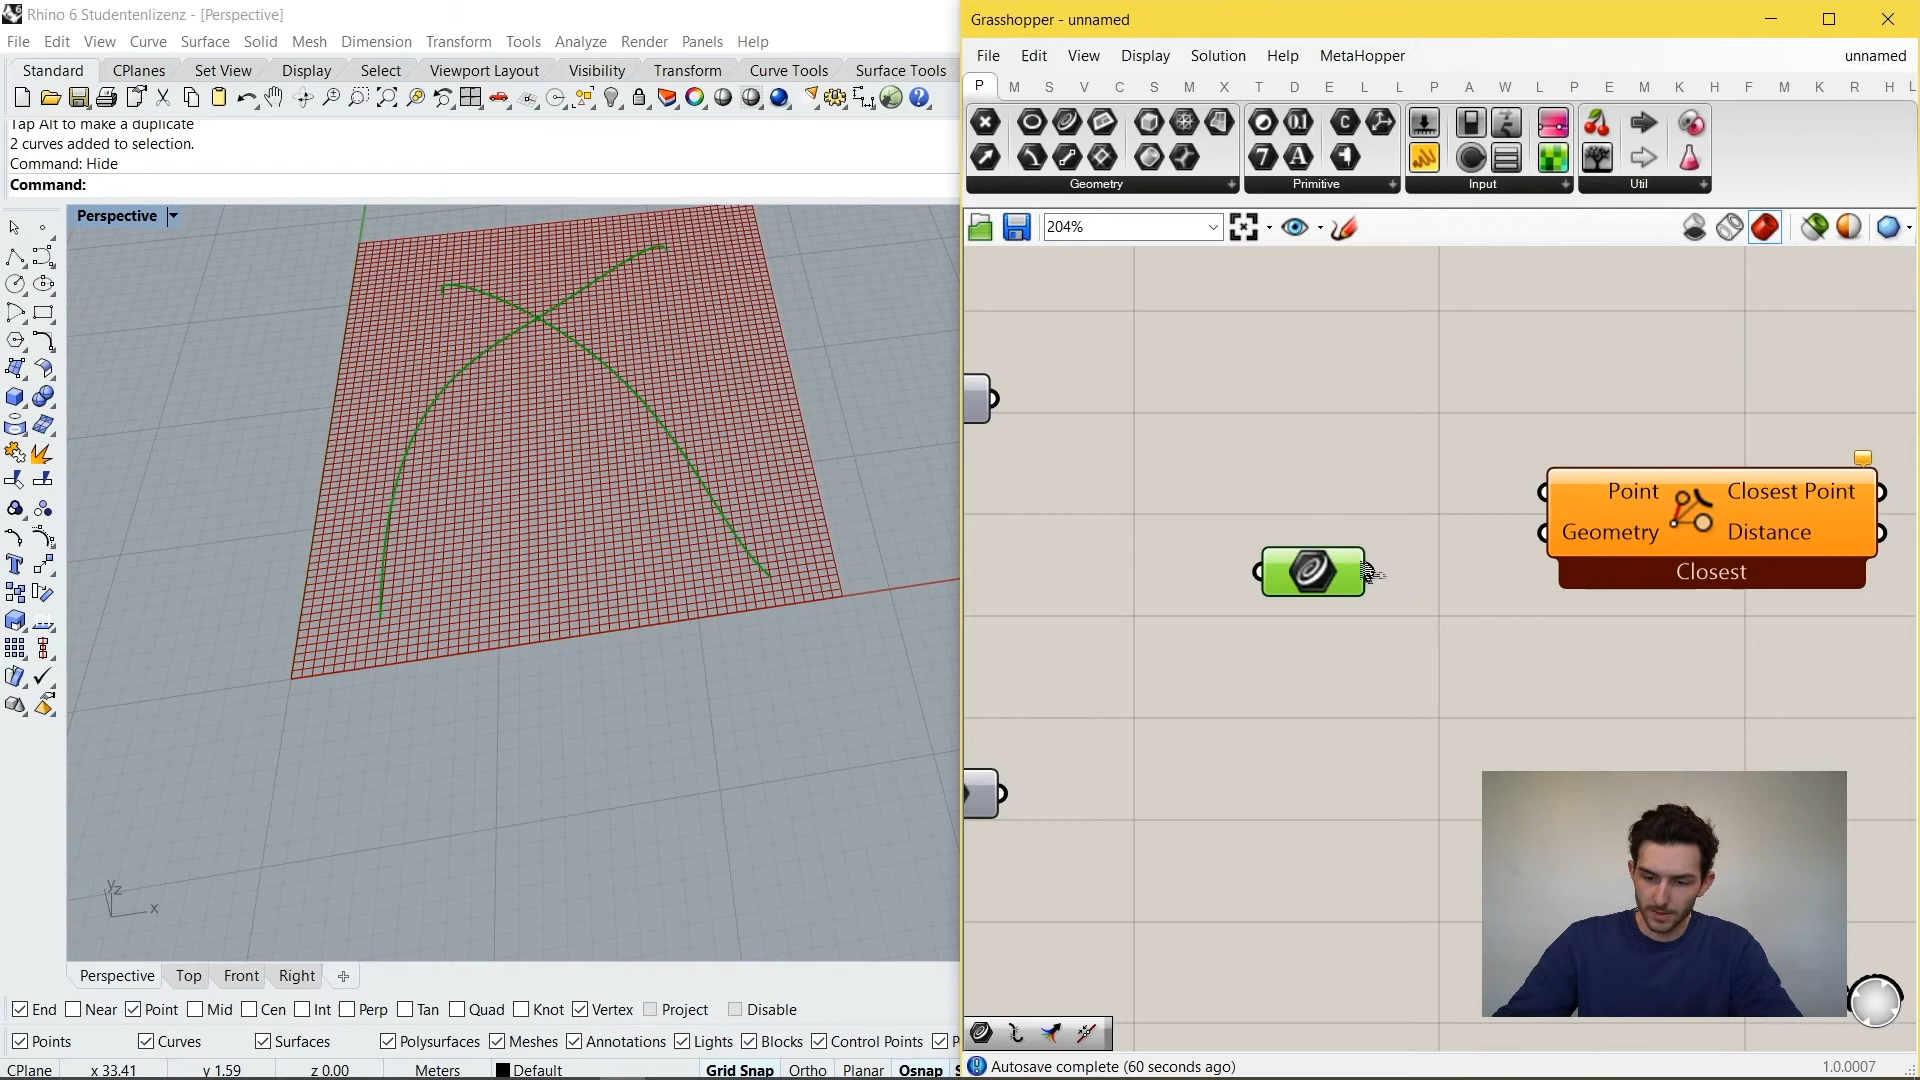 Rhino 6 Studentenlizenz - [Perspective]
File Edit View Curve Surface Solid Mesh Dimension Transform Tools Analyze Render Panels Help
Standard CPlanes Set View Display Select Viewport Layout Visibility Transform Curve Tools Surface Tools
Tap Alt to make a duplicate
2 curves added to selection.
Command: Hide
Command:
Perspective
y
z
x
Perspective Top Front Right
End Near Point Mid Cen Int Perp Tan Quad Knot Vertex Project Disable
Points Curves Surfaces Polysurfaces Meshes Annotations Lights Blocks Control Points P
CPlane x 33.41 y 1.59 z 0.00 Meters Default Grid Snap Ortho Planar Osnap S
Grasshopper - unnamed
File Edit View Display Solution Help MetaHopper unnamed
P M S V C S M X T D E L L P A W L P E M K H F M K R H L
0.1
C
7
A
Geometry Primitive Input Util
204%
Point Closest Point
Geometry Distance
Closest
Autosave complete (60 seconds ago) 1.0.0007